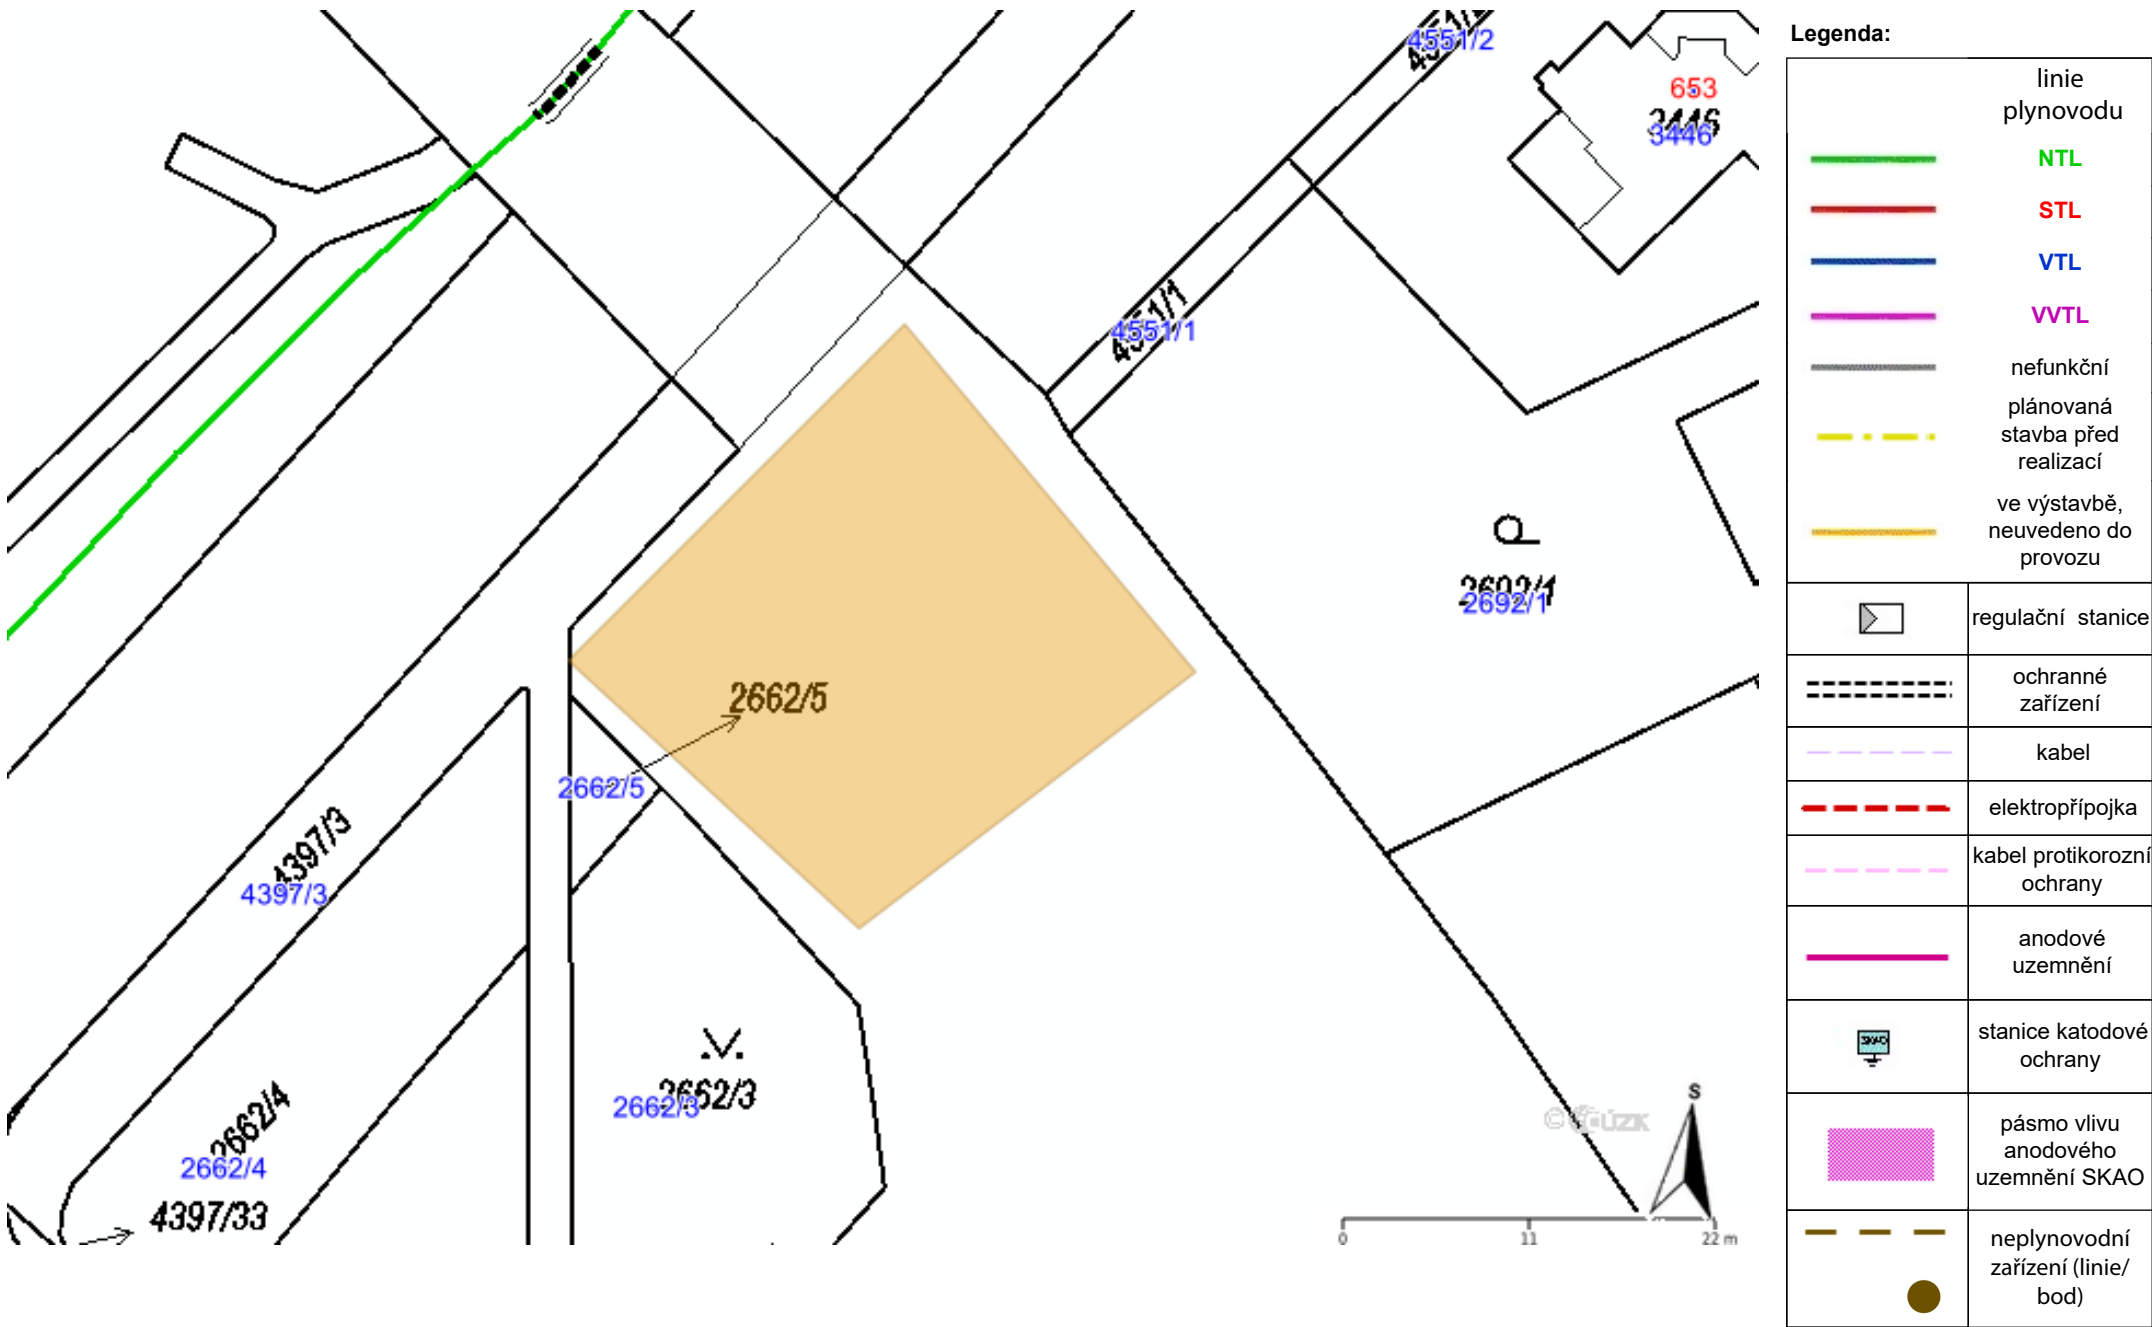 4551/1
4551/2
653
3446
3446
4551/1
4551/1
2692/1
2692/1
2662/5
2662/5
4397/3
4397/3
2662/3
2662/3
2662/4
2662/4
4397/33
S
0 11 22 m
Legenda:
linie
plynovodu
NTL
STL
VTL
VVTL
nefunkční
plánovaná
stavba před
realizací
ve výstavbě,
neuvedeno do
provozu
regulační stanice
ochranné
zařízení
kabel
elektropřípojka
kabel protikorozní
ochrany
anodové
uzemnění
SKAO
stanice katodové
ochrany
pásmo vlivu
anodového
uzemnění SKAO
neplynovodní
zařízení (linie/
bod)